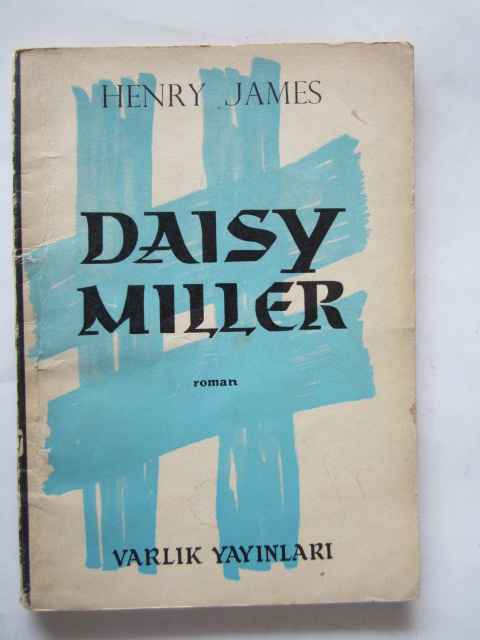 HENRY JAMES
DAISY
MILLER
roman
VARLIK YAYINLARI